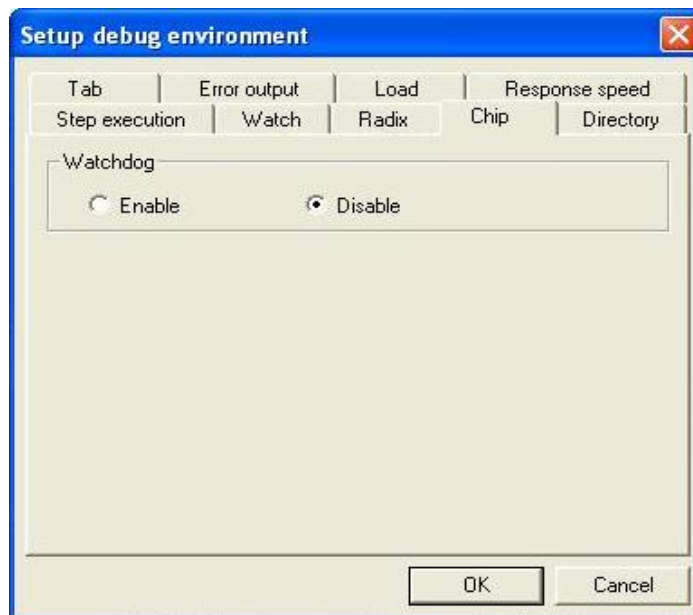 Setup debug environment
Tab Error output Load Response speed
Step execution Watch Radix Chip Directory
Watchdog
Enable Disable
OK Cancel